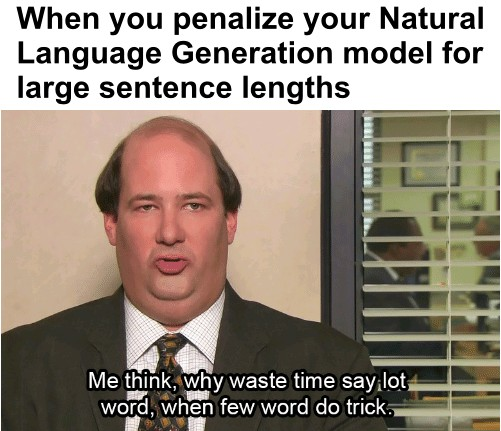 When you penalize your Natural
Language Generation model for
large sentence lengths
Me think, why waste time say lot
word, when few word do trick.